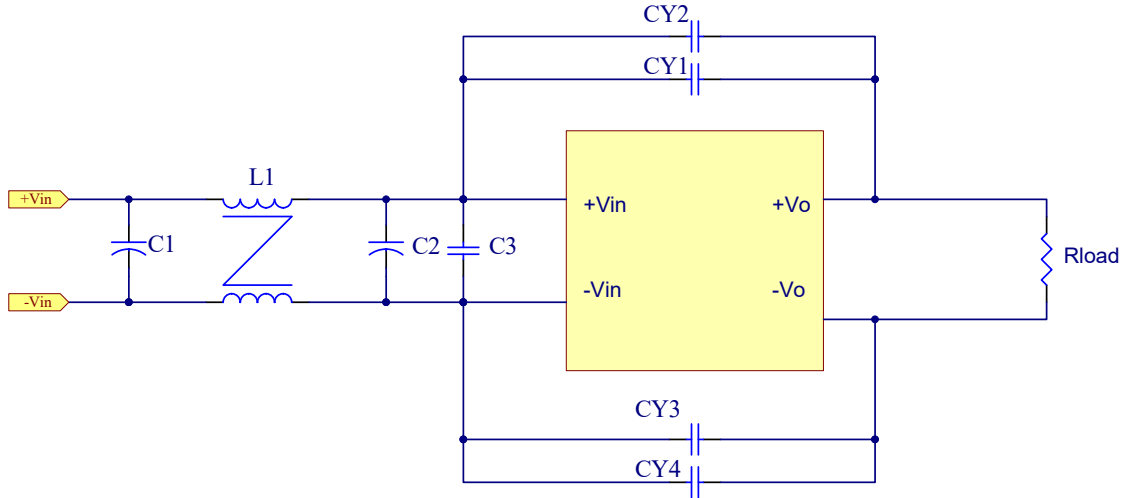 CY2
CY1
L1
+Vin
+Vin
+Vo
C1
C2
C3
Rload
-Vin
-Vin
-Vo
CY3
CY4